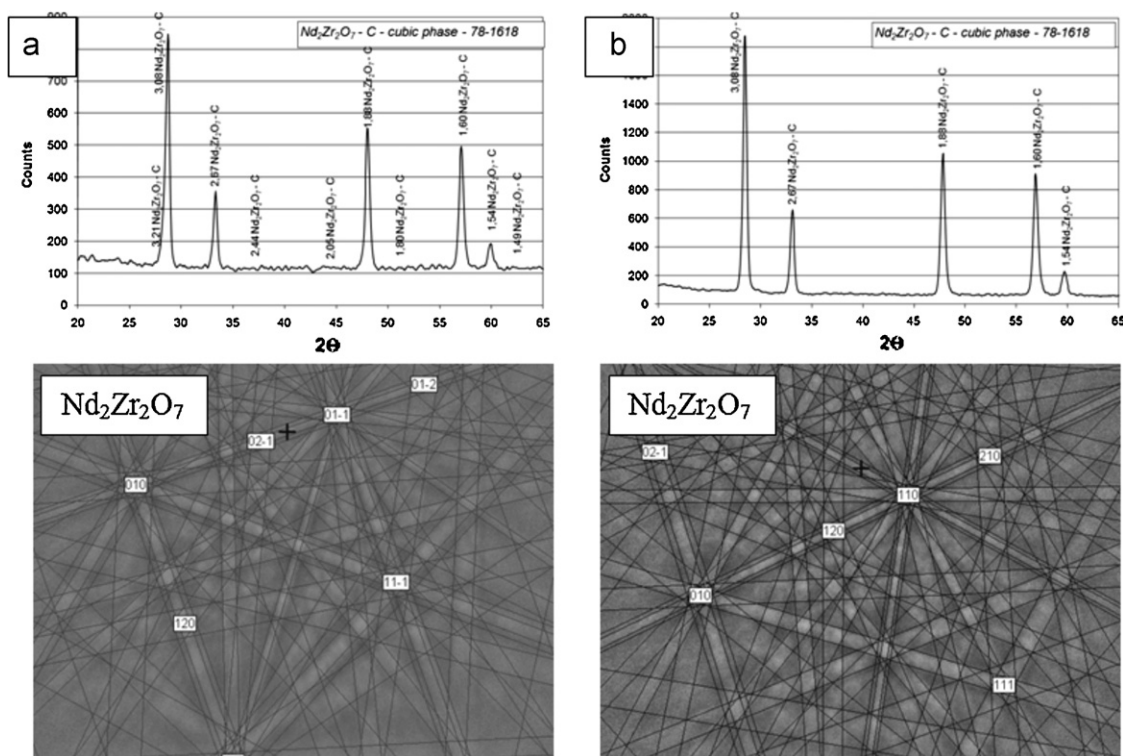 a
Nd₂Zr₂O₇ - C - cubic phase - 78-1618
800
700
600
500
400
300
200
100
0
Counts
3,21 Nd₂Zr₂O₇ - C
3,08 Nd₂Zr₂O₇ - C
2,67 Nd₂Zr₂O₇ - C
2,44 Nd₂Zr₂O₇ - C
2,05 Nd₂Zr₂O₇ - C
1,88 Nd₂Zr₂O₇ - C
1,80 Nd₂Zr₂O₇ - C
1,60 Nd₂Zr₂O₇ - C
1,54 Nd₂Zr₂O₇ - C
1,49 Nd₂Zr₂O₇ - C
20 25 30 35 40 45 50 55 60 65
2Θ
b
Nd₂Zr₂O₇ - C - cubic phase - 78-1618
1600
1400
1200
1000
800
600
400
200
0
Counts
3,08 Nd₂Zr₂O₇ - C
2,67 Nd₂Zr₂O₇ - C
1,88 Nd₂Zr₂O₇ - C
1,60 Nd₂Zr₂O₇ - C
1,54 Nd₂Zr₂O₇ - C
20 25 30 35 40 45 50 55 60 65
2Θ
Nd₂Zr₂O₇
01-2
01-1
02-1
010
11-1
120
Nd₂Zr₂O₇
02-1
210
110
120
010
111